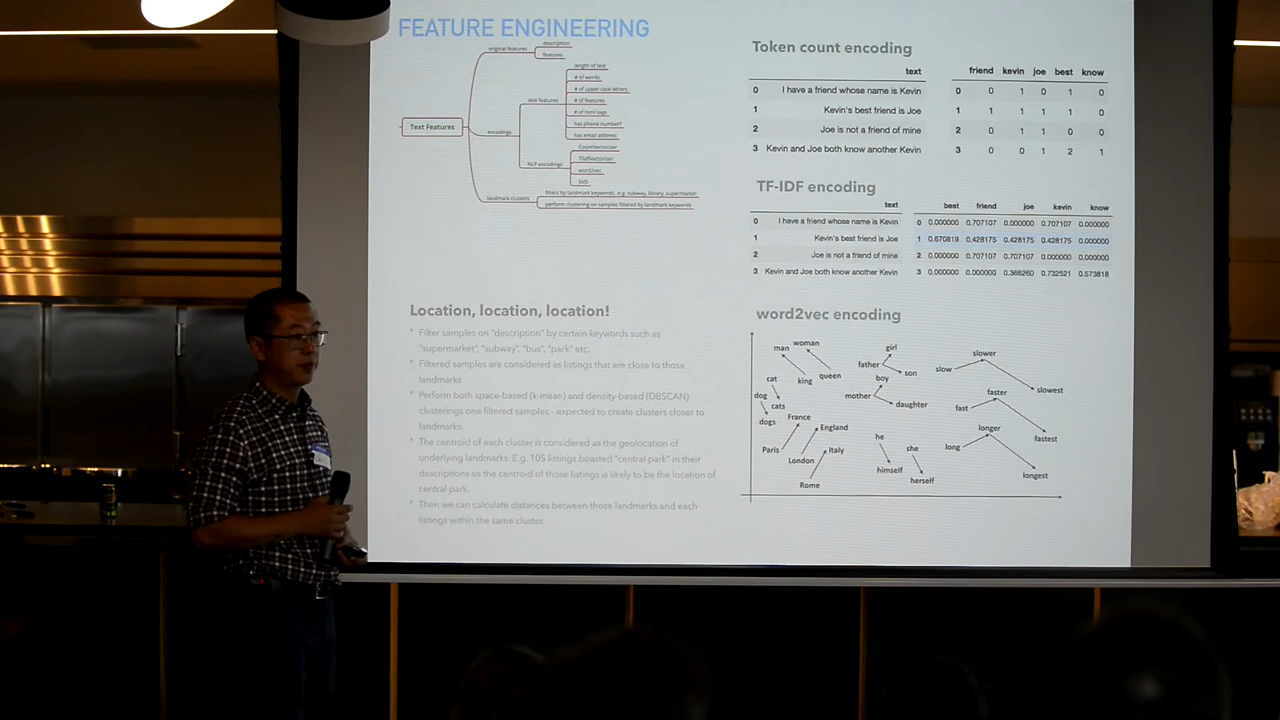 FEATURE ENGINEERING
Text Features
original features
description
features
encodings
text features
length of text
# of words
# of upper case letters
# of features
# of html tags
has phone number?
has email address
NLP encodings
CountVectorizer
TfidfVectorizer
word2vec
SVD
landmark clusters
filters by landmark keywords, e.g. subway, library, supermarket
perform clustering on samples filtered by landmark keywords
Location, location, location!
* Filter samples on "description" by certain keywords such as
"supermarket", "subway", "bus", "park" etc.
* Filtered samples are considered as listings that are close to those
landmarks
* Perform both space-based (k-mean) and density-based (DBSCAN)
clusterings one filtered samples - expected to create clusters closer to
landmarks.
* The centroid of each cluster is considered as the geolocation of
underlying landmarks. E.g. 105 listings boasted "central park" in their
descriptions so the centroid of those listings is likely to be the location of
central park.
* Then we can calculate distances between those landmarks and each
listings within the same cluster.
Token count encoding
text friend kevin joe best know
0 I have a friend whose name is Kevin 0 0 1 0 1 0
1 Kevin's best friend is Joe 1 1 1 1 1 0
2 Joe is not a friend of mine 2 0 1 1 0 0
3 Kevin and Joe both know another Kevin 3 0 0 1 2 1
TF-IDF encoding
text best friend joe kevin know
0 I have a friend whose name is Kevin 0 0.000000 0.707107 0.000000 0.707107 0.000000
1 Kevin's best friend is Joe 1 0.670819 0.428175 0.428175 0.428175 0.000000
2 Joe is not a friend of mine 2 0.000000 0.707107 0.707107 0.000000 0.000000
3 Kevin and Joe both know another Kevin 3 0.000000 0.000000 0.366260 0.732521 0.573818
word2vec encoding
man woman girl slower
father son slow
cat king queen boy slowest
dog cats mother daughter faster
dogs France fast
England he longer fastest
Paris she long
London Italy himself
Rome herself longest